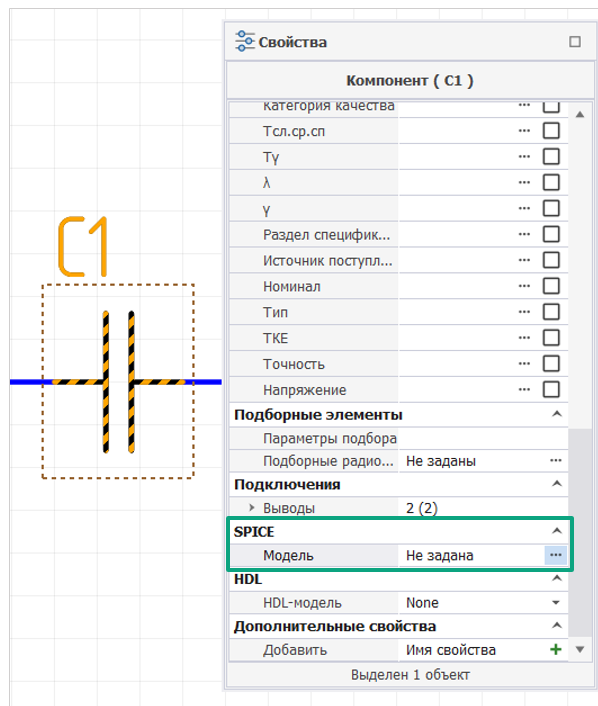 C1
Свойства
Компонент ( C1 )
Категория качества ...
Тсл.ср.сп ...
Тγ ...
λ ...
γ ...
Раздел специфик... ...
Источник поступл... ...
Номинал ...
Тип ...
ТКЕ ...
Точность ...
Напряжение ...
Подборные элементы
Параметры подбора
Подборные радио... Не заданы ...
Подключения
Выводы 2 (2)
SPICE
Модель Не задана ...
HDL
HDL-модель None
Дополнительные свойства
Добавить Имя свойства +
Выделен 1 объект